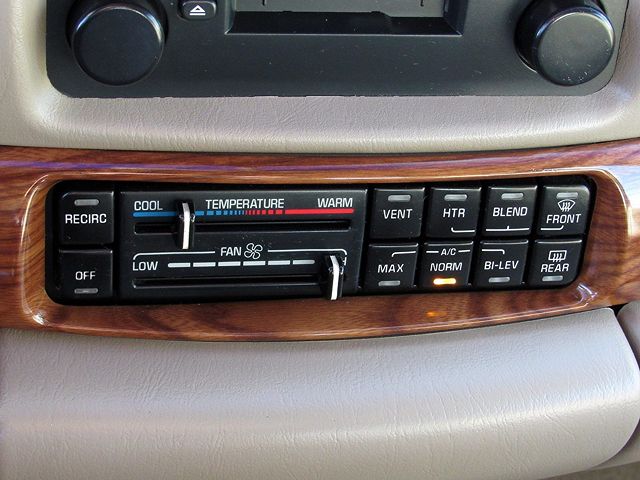 RECIRC
COOL TEMPERATURE WARM
VENT
HTR
BLEND
FRONT
OFF
LOW FAN
MAX
A/C
NORM
BI-LEV
REAR